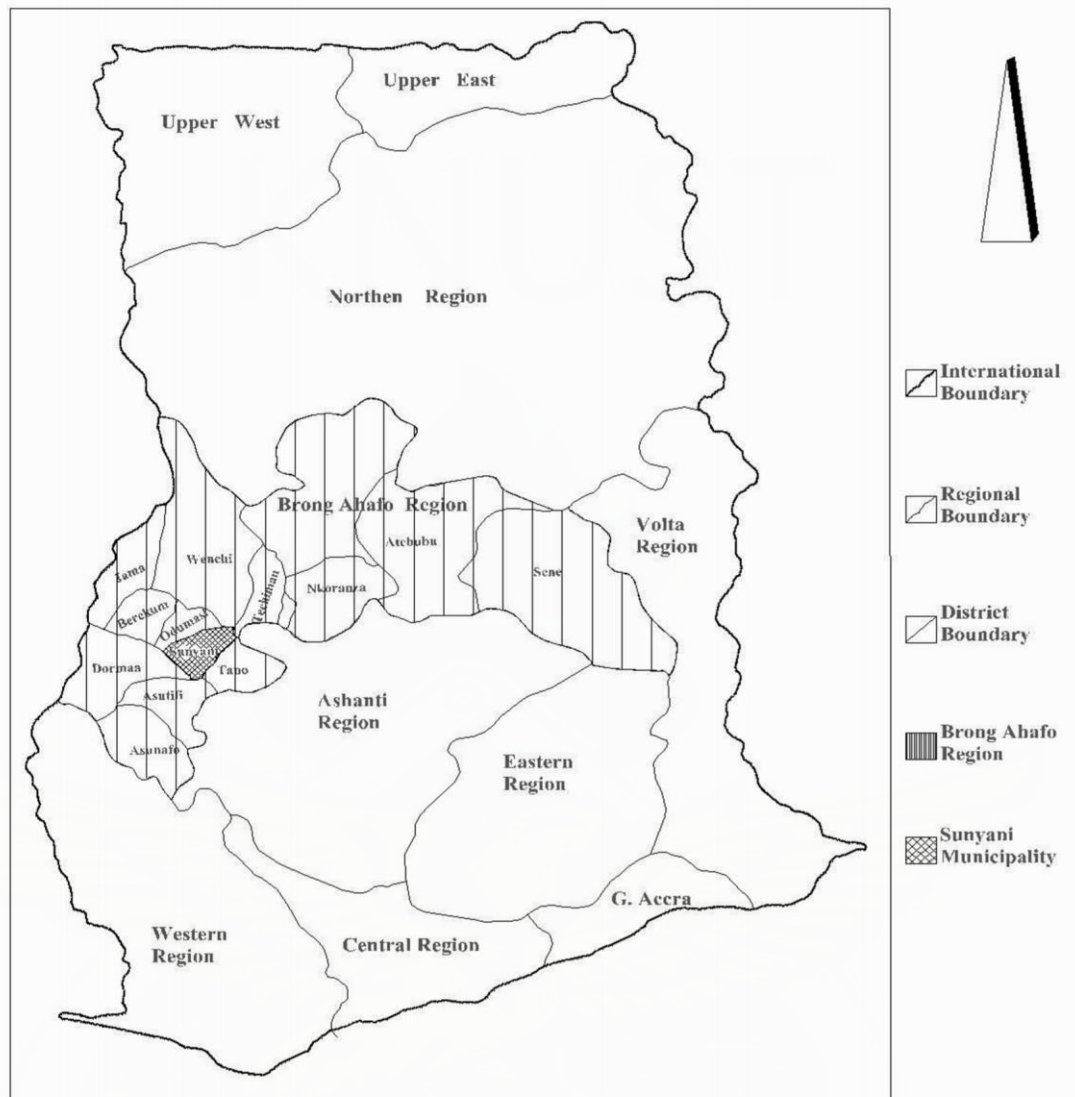 Upper East
Upper West
Northen Region
Brong Ahafo Region
Volta
Region
Atebubu
Wenchi
Sene
Jama
Techiman
Nkoranza
Berekum
Odumasi
Sunyani
Dormaa
Tano
Asutifi
Ashanti
Region
Asunafo
Eastern
Region
G. Accra
Western
Region
Central Region
International
Boundary
Regional
Boundary
District
Boundary
Brong Ahafo
Region
Sunyani
Municipality